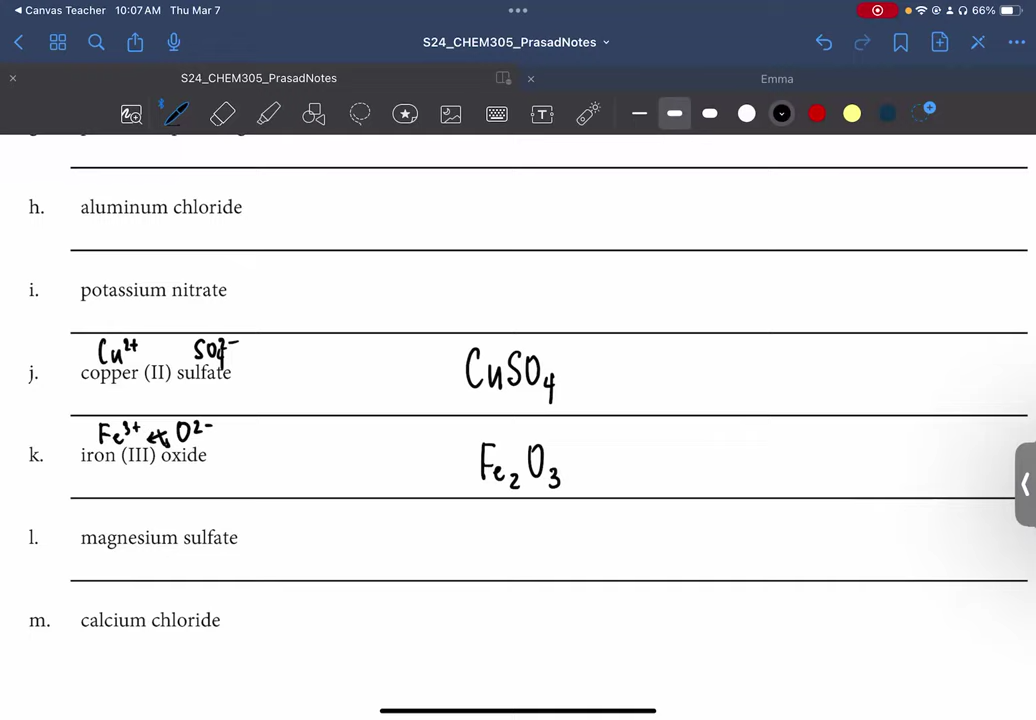 Canvas Teacher 10:07 AM Thu Mar 7 66%
S24_CHEM305_PrasadNotes
S24_CHEM305_PrasadNotes Emma
h. aluminum chloride
i. potassium nitrate
Cu²⁺ SO₄²⁻ CuSO₄
j. copper (II) sulfate
Fe³⁺ O²⁻
k. iron (III) oxide Fe₂O₃
l. magnesium sulfate
m. calcium chloride